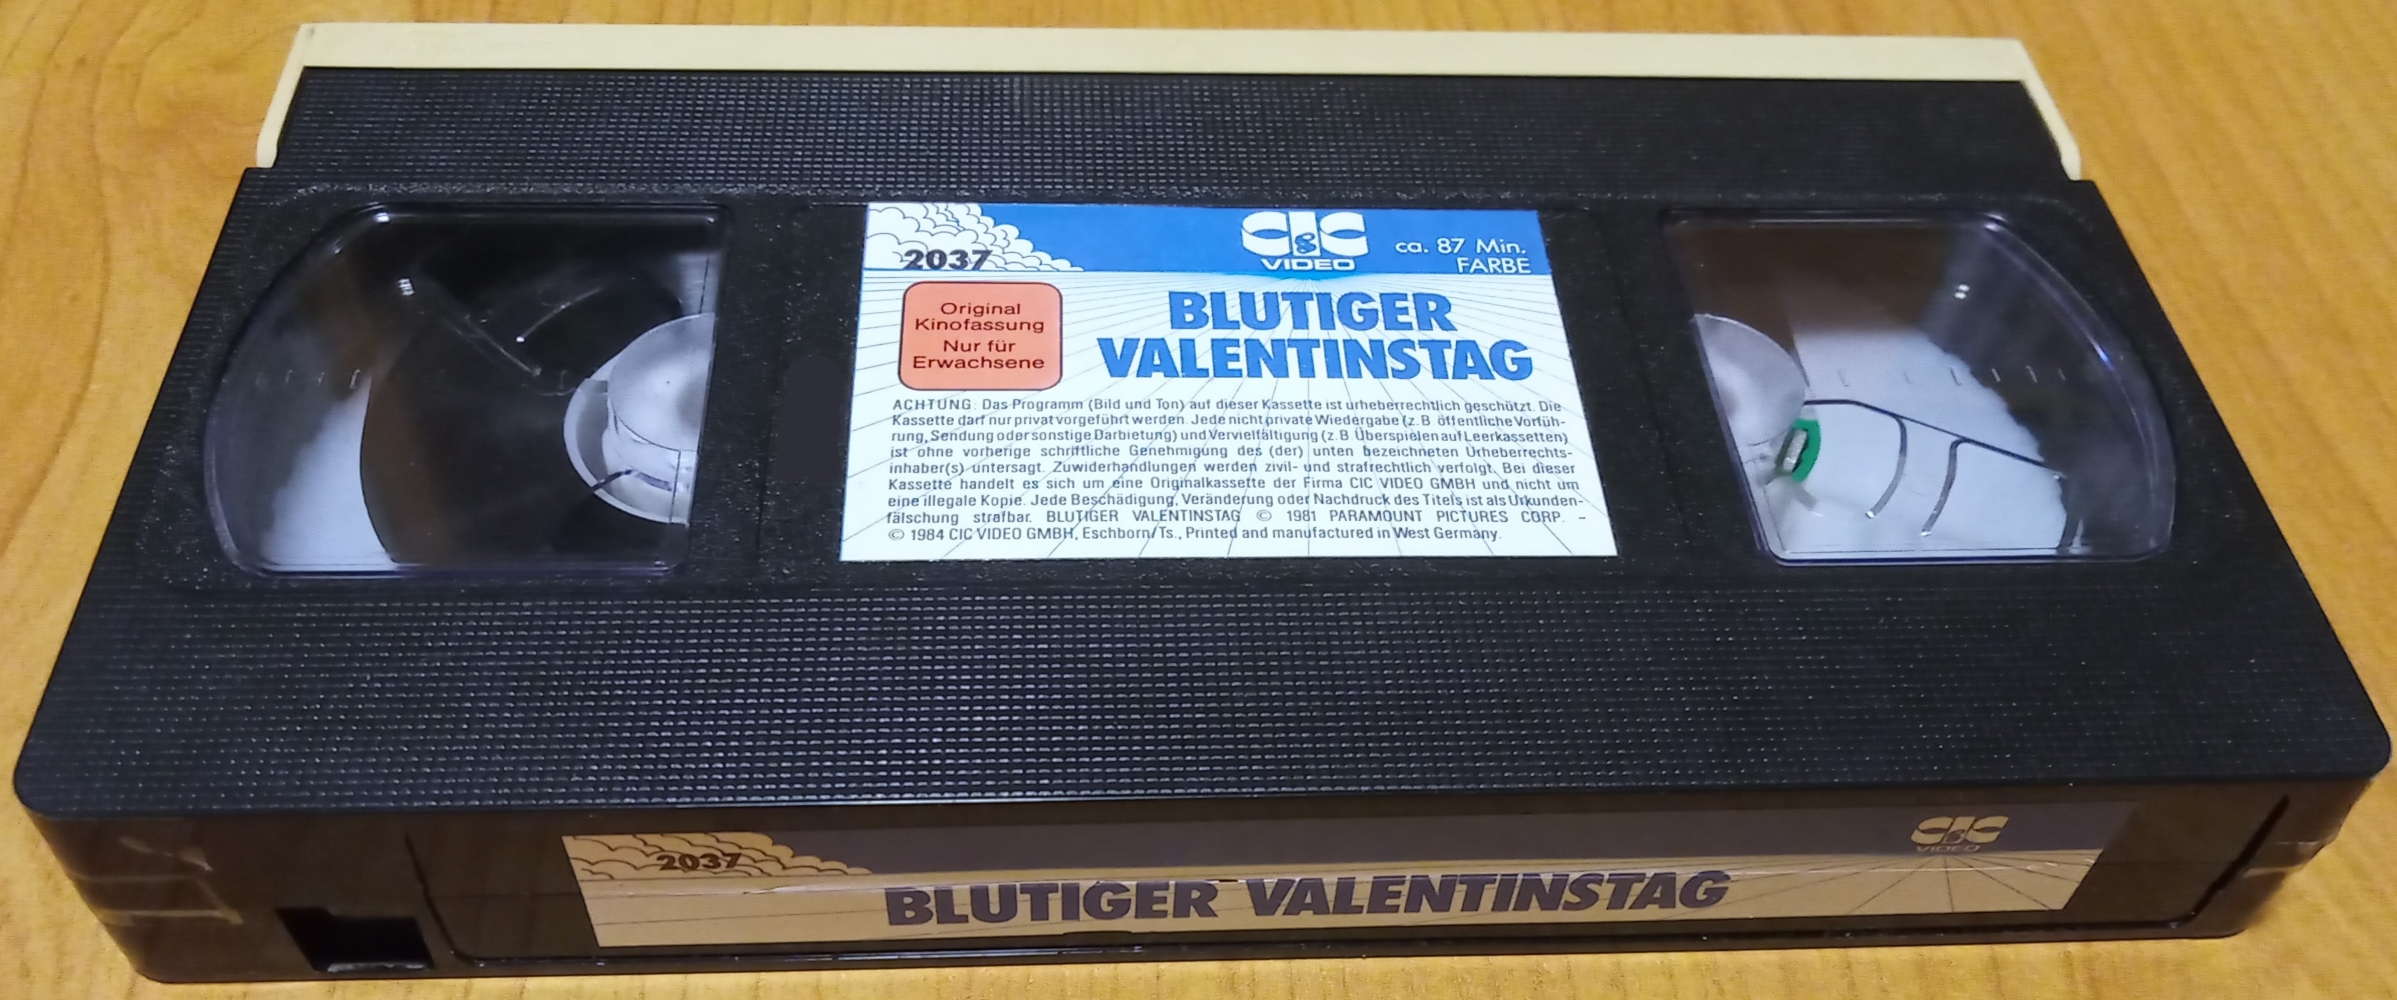 2037
CIC
VIDEO
ca. 87 Min.
FARBE
Original
Kinofassung
Nur für
Erwachsene
BLUTIGER
VALENTINSTAG
ACHTUNG: Das Programm (Bild und Ton) auf dieser Kassette ist urheberrechtlich geschützt. Die
Kassette darf nur privat vorgeführt werden. Jede nicht private Wiedergabe (z.B. öffentliche Vorfüh-
rung, Sendung oder sonstige Darbietung) und Vervielfältigung (z.B. Überspielen auf Leerkassetten)
ist ohne vorherige schriftliche Genehmigung des (der) unten bezeichneten Urheberrechts-
inhaber(s) untersagt. Zuwiderhandlungen werden zivil- und strafrechtlich verfolgt. Bei dieser
Kassette handelt es sich um eine Originalkassette der Firma CIC VIDEO GMBH und nicht um
eine illegale Kopie. Jede Beschädigung, Veränderung oder Nachdruck des Titels ist als Urkunden-
fälschung strafbar. BLUTIGER VALENTINSTAG © 1981 PARAMOUNT PICTURES CORP. –
© 1984 CIC VIDEO GMBH, Eschborn/Ts., Printed and manufactured in West Germany.
2037
CIC
VIDEO
BLUTIGER VALENTINSTAG